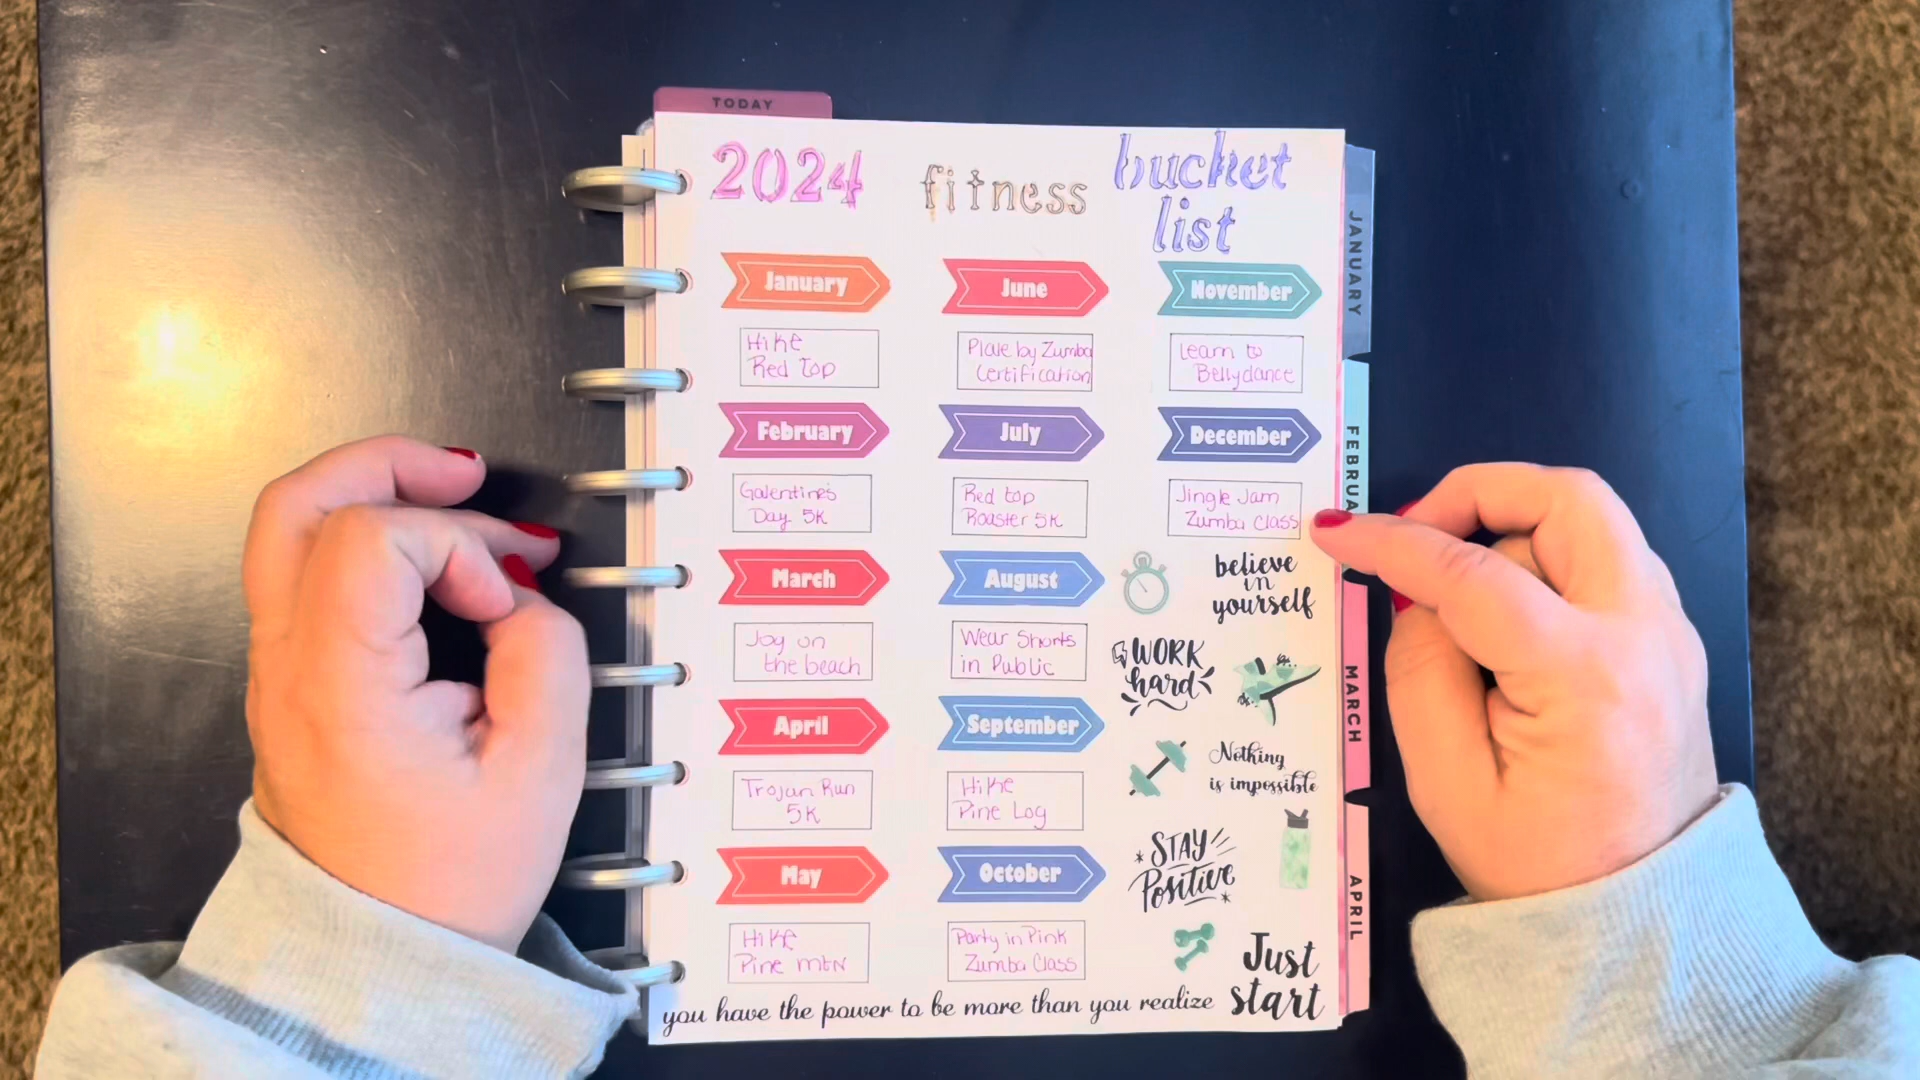 TODAY
2024
fitness
bucket
list
January
Hike
Red Top
February
Galentine's
Day 5K
March
Joy on
the beach
April
Trojan Run
5K
May
Hike
Pine mtn
June
Plate by Zumba
Certification
July
Red top
Roaster 5K
August
Wear Shorts
in Public
September
Hike
Pine Log
October
Party in Pink
Zumba Class
November
Learn to
Bellydance
December
Jingle Jam
Zumba Class
believe
in
yourself
WORK
hard
Nothing
is impossible
STAY
Positive
Just
start
you have the power to be more than you realize
JANUARY
FEBRUA
MARCH
APRIL